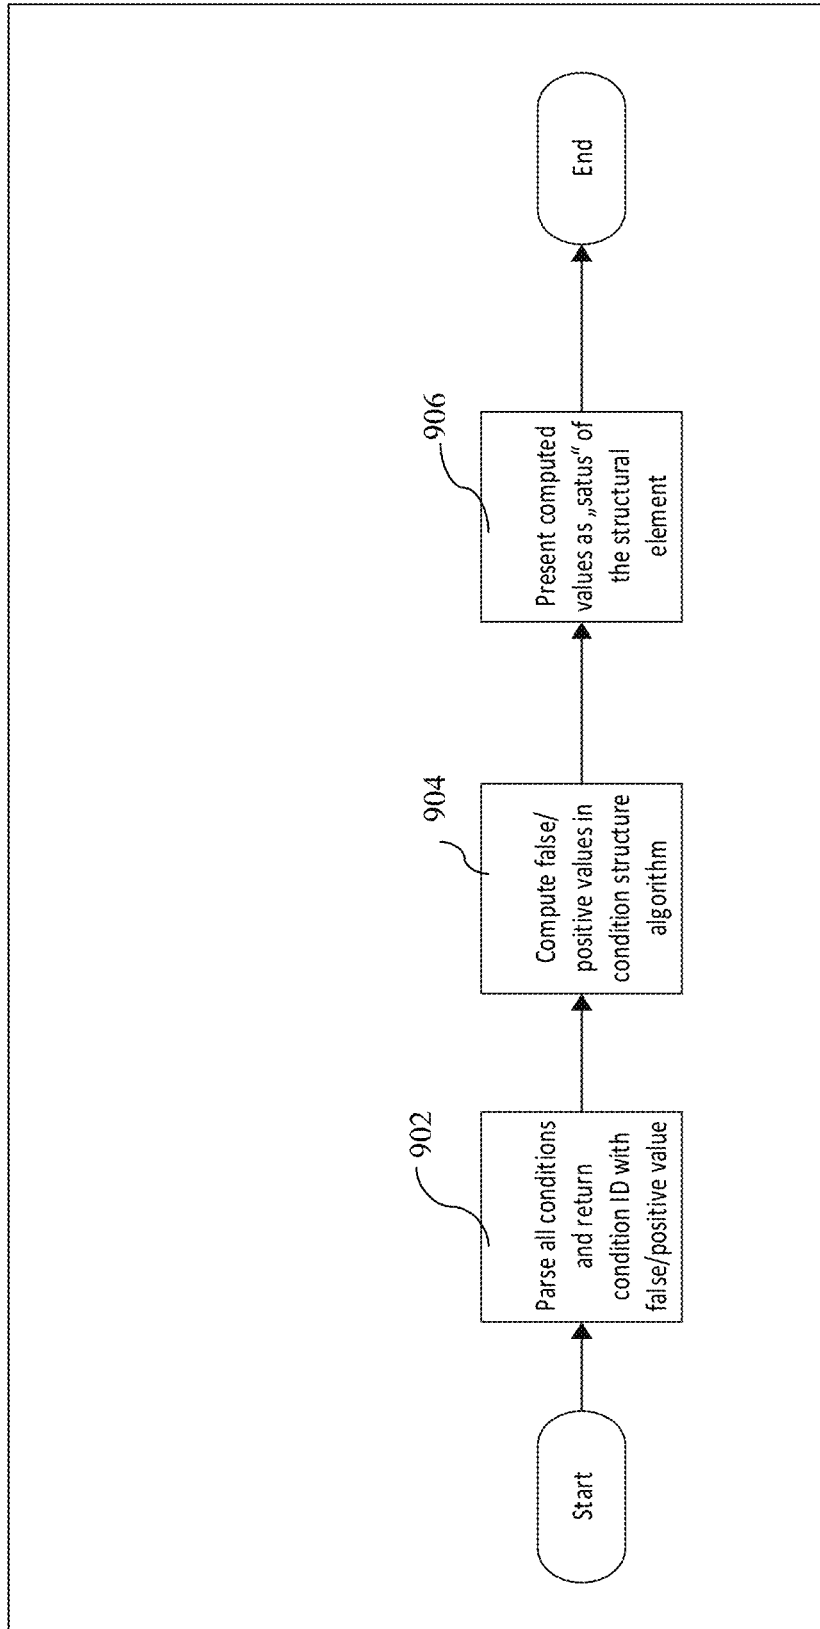 Start
902
Parse all conditions
and return
condition ID with
false/positive value
904
Compute false/
positive values in
condition structure
algorithm
906
Present computed
values as „satus“ of
the structural
element
End